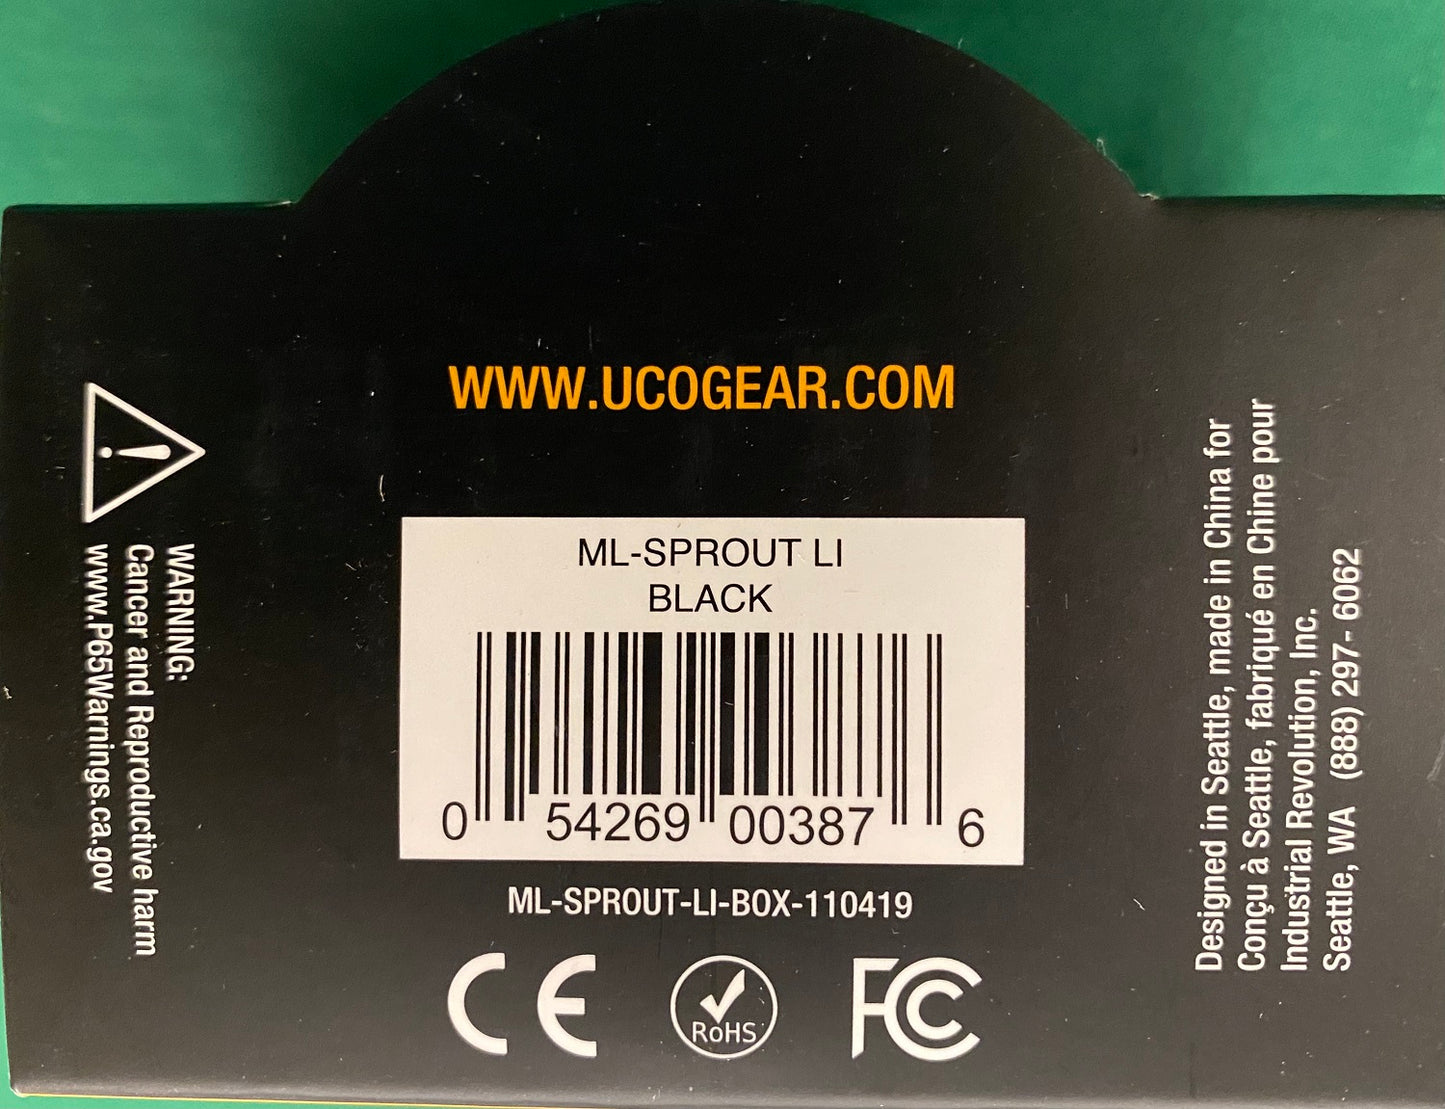 WWW.UCOGEAR.COM
ML-SPROUT LI
BLACK
0 54269 00387 6
ML-SPROUT-LI-BOX-110419
CE
RoHS
FC
WARNING:
Cancer and Reproductive harm
www.P65Warnings.ca.gov
Designed in Seattle, made in China for
Conçu à Seattle, fabriqué en Chine pour
Industrial Revolution, Inc.
Seattle, WA (888) 297- 6062